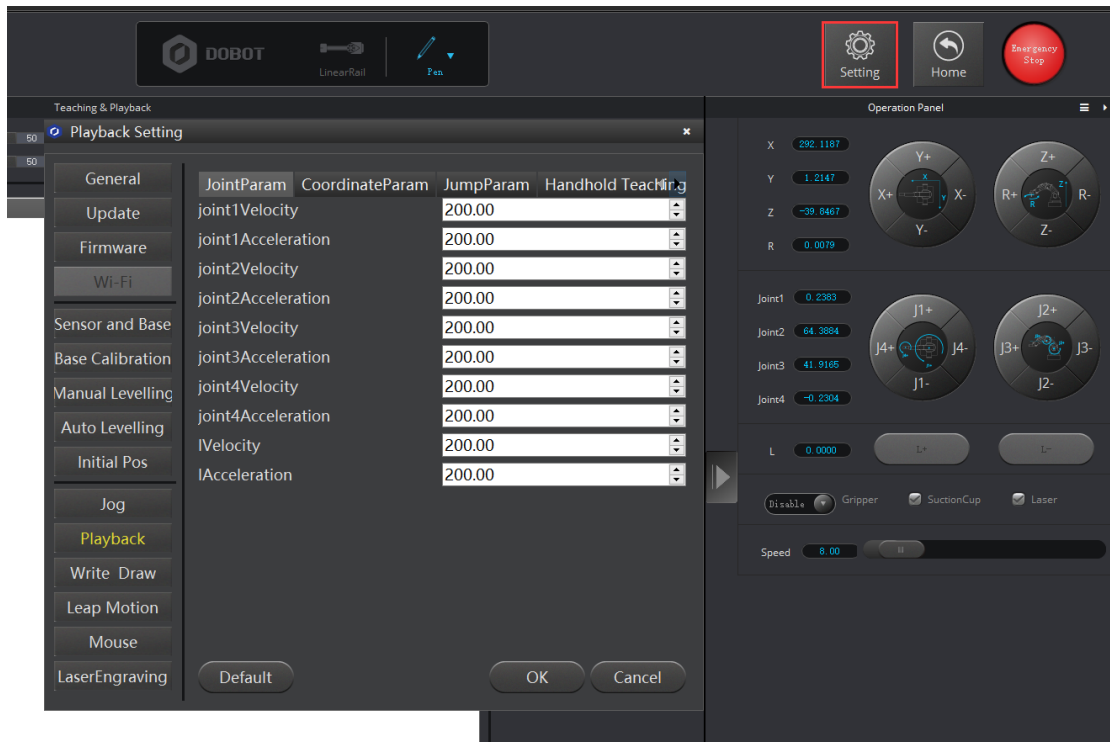 DOBOT
LinearRail
Pen
Setting
Home
Emergency
Stop
Teaching & Playback
Operation Panel
50
50
Playback Setting
General
Update
Firmware
Wi-Fi
Sensor and Base
Base Calibration
Manual Levelling
Auto Levelling
Initial Pos
Jog
Playback
Write Draw
Leap Motion
Mouse
LaserEngraving
JointParam CoordinateParam JumpParam Handhold Teaching
joint1Velocity 200.00
joint1Acceleration 200.00
joint2Velocity 200.00
joint2Acceleration 200.00
joint3Velocity 200.00
joint3Acceleration 200.00
joint4Velocity 200.00
joint4Acceleration 200.00
lVelocity 200.00
lAcceleration 200.00
Default OK Cancel
X 292.1187
Y 1.2147
Z -39.8467
R 0.0079
Y+
X+ X X-
Y
Y-
Z+
R+ Z+ R-
R
Z-
Joint1 0.2383
Joint2 64.3884
Joint3 41.9165
Joint4 -0.2304
J1+
J4+ J4-
J1-
J2+
J3+ J3-
J2-
L 0.0000 L+ L-
Disable Gripper SuctionCup Laser
Speed 8.00